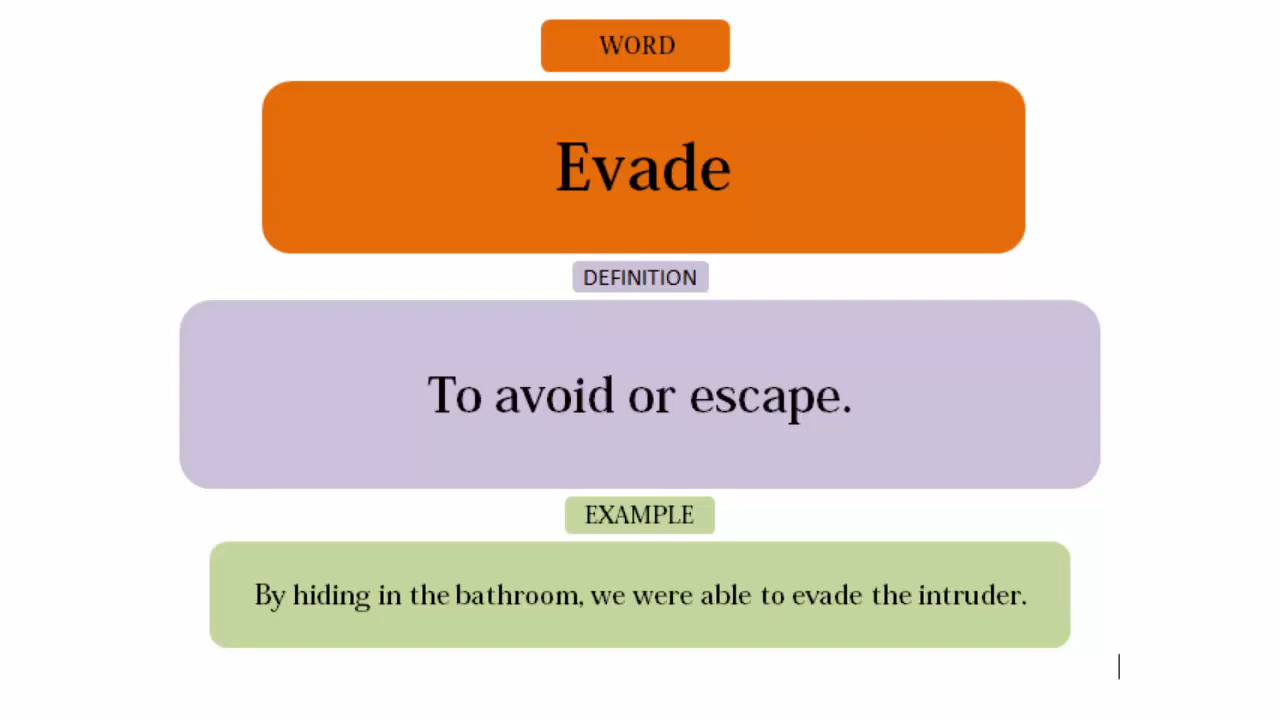 WORD
Evade
DEFINITION
To avoid or escape.
EXAMPLE
By hiding in the bathroom, we were able to evade the intruder.